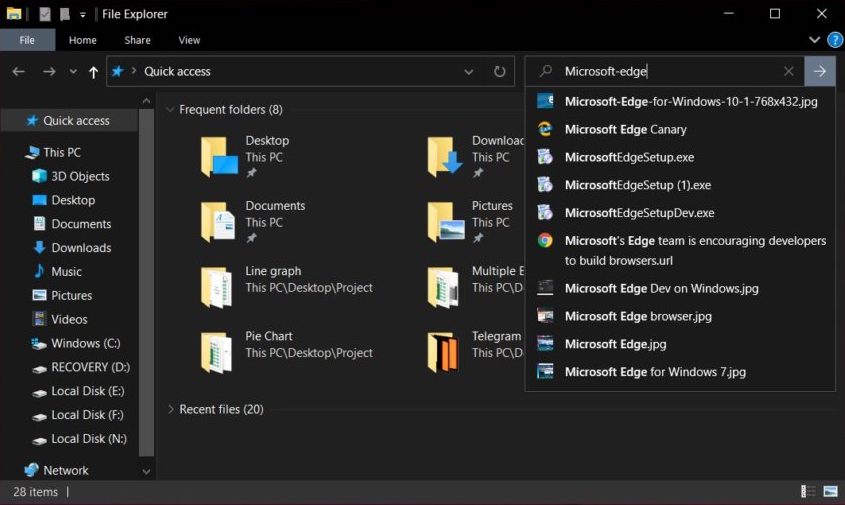 File Explorer
File
Home
Share
View
Quick access
Microsoft-edge
Quick access
This PC
3D Objects
Desktop
Documents
Downloads
Music
Pictures
Videos
Windows (C:)
RECOVERY (D:)
Local Disk (E:)
Local Disk (F:)
Local Disk (N:)
Network
Frequent folders (8)
Desktop
This PC
Downloac
This PC
Documents
This PC
Pictures
This PC
Line graph
This PC\Desktop\Project
Multiple E
This PC\D
Pie Chart
This PC\Desktop\Project
Telegram
This PC\D
Recent files (20)
Microsoft-Edge-for-Windows-10-1-768x432.jpg
Microsoft Edge Canary
MicrosoftEdgeSetup.exe
MicrosoftEdgeSetup (1).exe
MicrosoftEdgeSetupDev.exe
Microsoft's Edge team is encouraging developers
to build browsers.url
Microsoft Edge Dev on Windows.jpg
Microsoft Edge browser.jpg
Microsoft Edge.jpg
Microsoft Edge for Windows 7.jpg
28 items